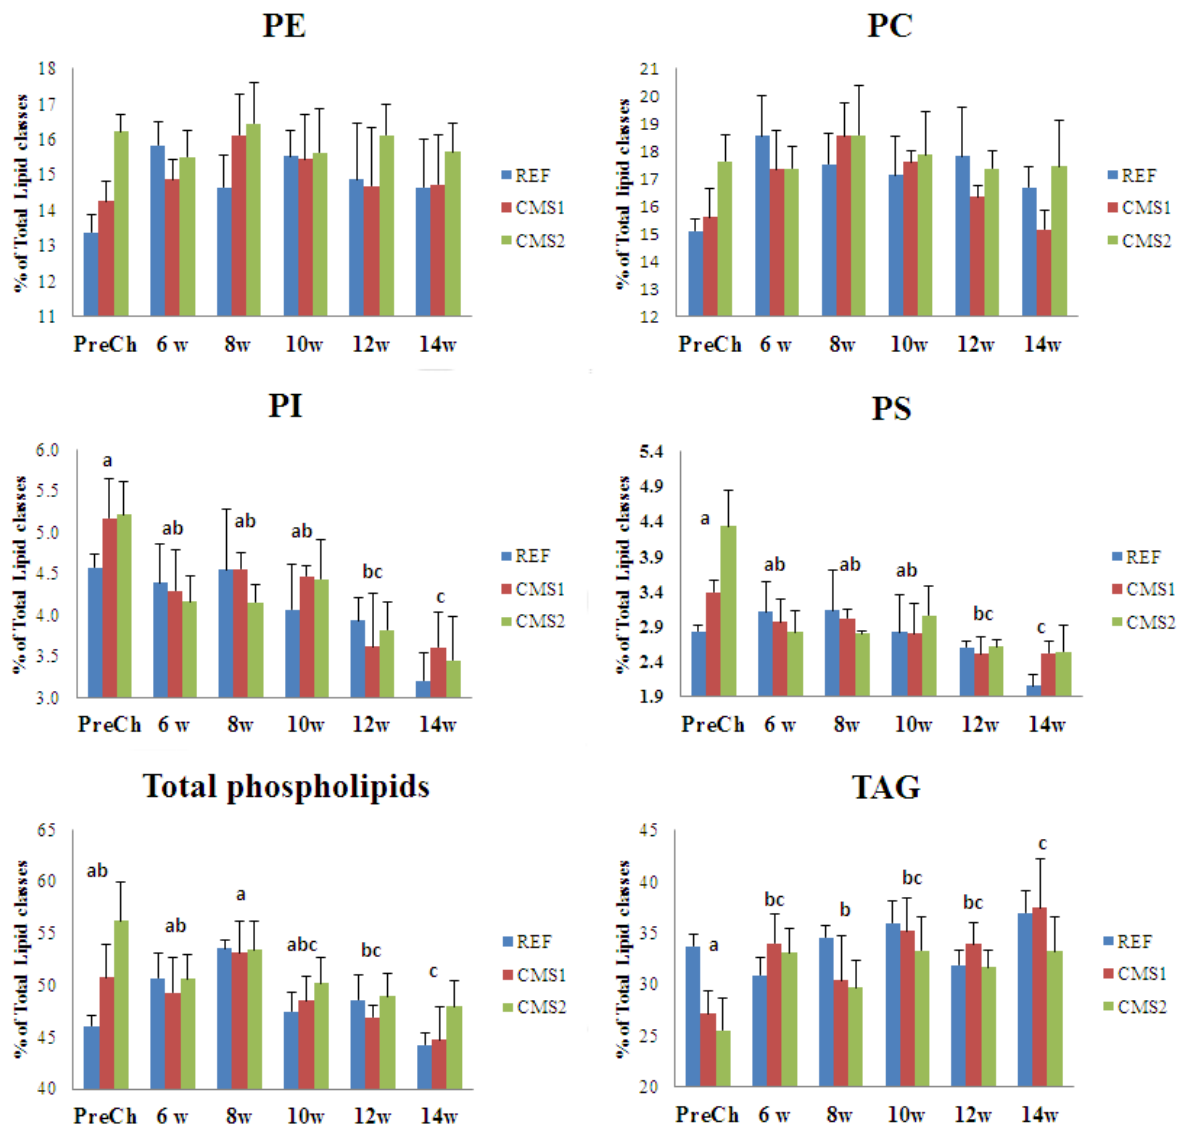 PE
% of Total Lipid classes
18
17
16
15
14
13
12
11
PreCh 6 w 8w 10w 12w 14w
REF
CMS1
CMS2
PC
% of Total lipid classes
21
20
19
18
17
16
15
14
13
12
PreCh 6 w 8w 10w 12w 14w
REF
CMS1
CMS2
PI
% of Total Lipid classes
6.0
5.5
5.0
4.5
4.0
3.5
3.0
a ab ab ab bc c
PreCh 6 w 8w 10w 12w 14w
REF
CMS1
CMS2
PS
% of Total Lipid classes
5.4
4.9
4.4
3.9
3.4
2.9
2.4
1.9
a ab ab ab bc c
PreCh 6 w 8w 10w 12w 14w
REF
CMS1
CMS2
Total phospholipids
% of Total Lipid classes
65
60
55
50
45
40
ab ab a abc bc c
PreCh 6 w 8w 10w 12w 14w
REF
CMS1
CMS2
TAG
% of Total Lipid classes
45
40
35
30
25
20
a bc b bc bc c
PreCh 6 w 8w 10w 12w 14w
REF
CMS1
CMS2